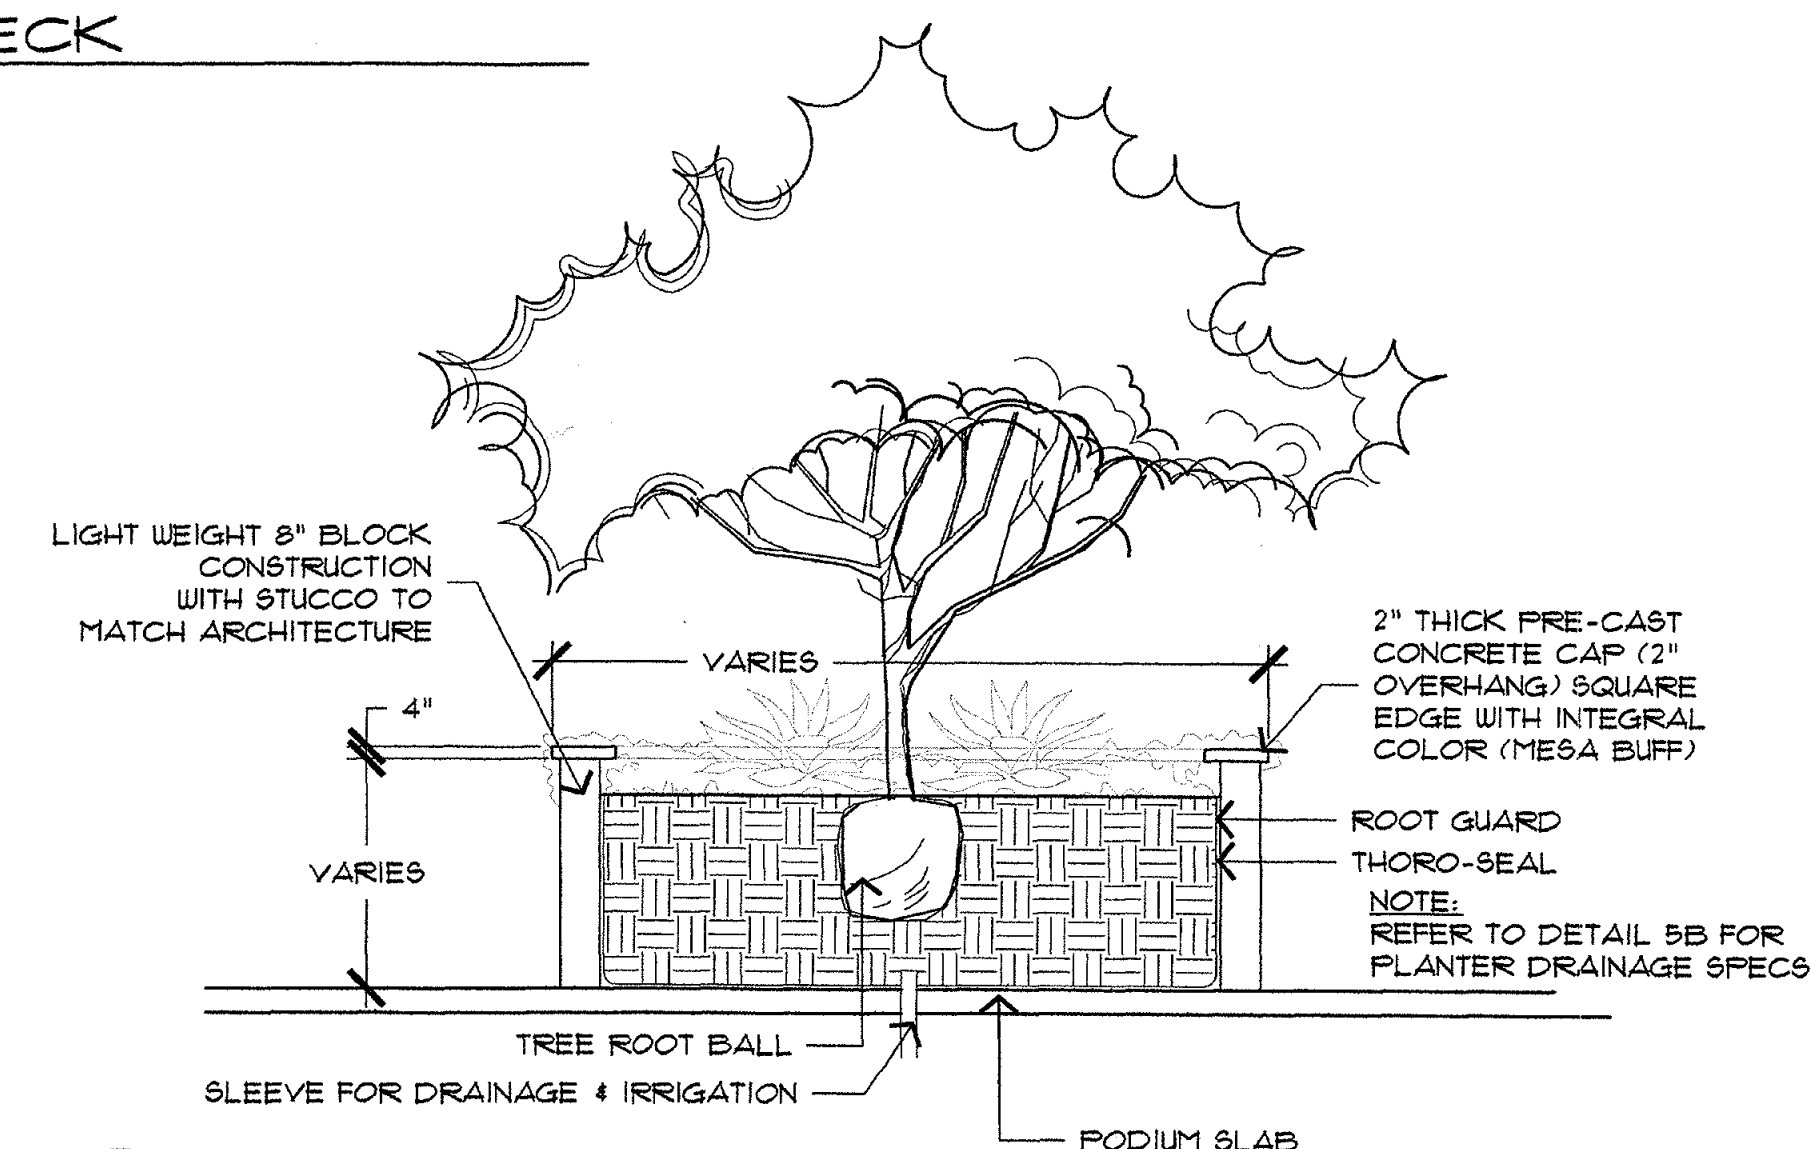 ECK
LIGHT WEIGHT 8" BLOCK
CONSTRUCTION
WITH STUCCO TO
MATCH ARCHITECTURE
VARIES
2" THICK PRE-CAST
CONCRETE CAP (2"
OVERHANG) SQUARE
EDGE WITH INTEGRAL
COLOR (MESA BUFF)
4"
VARIES
ROOT GUARD
THORO-SEAL
NOTE:
REFER TO DETAIL 5B FOR
PLANTER DRAINAGE SPECS
TREE ROOT BALL
SLEEVE FOR DRAINAGE & IRRIGATION
PODIUM SLAB